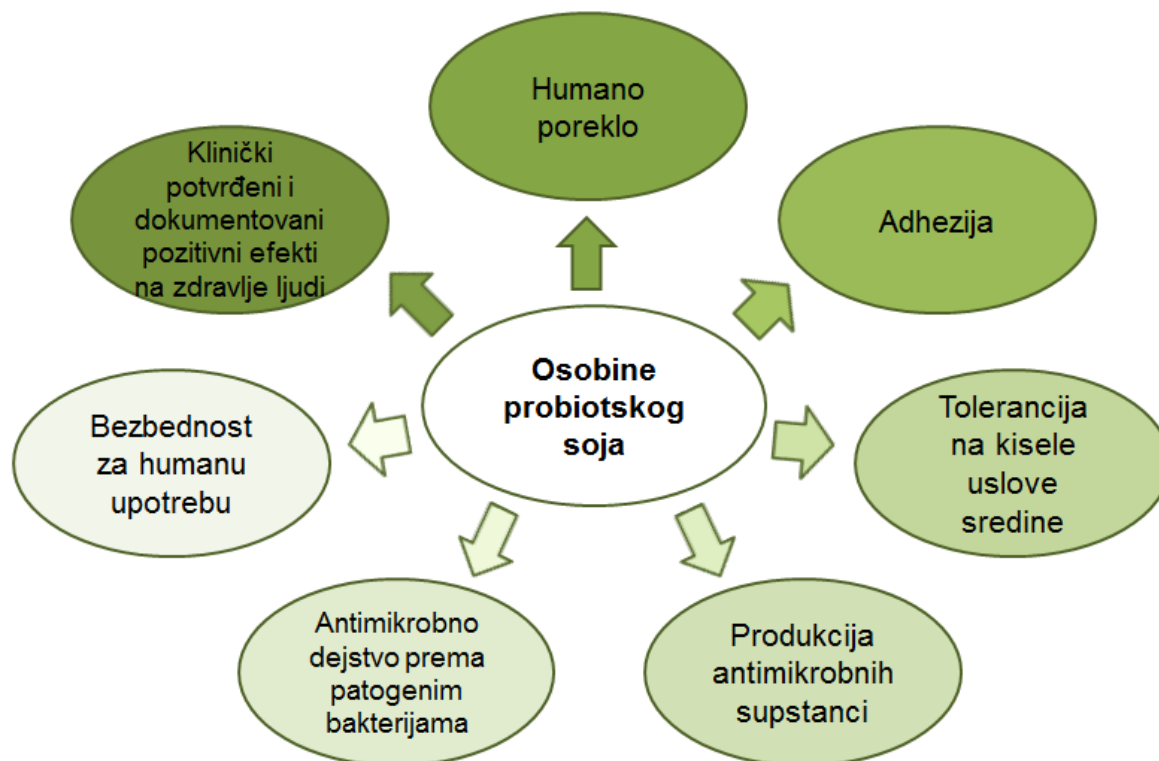 Humano
poreklo
Klinički
potvrđeni i
dokumentovani
pozitivni efekti
na zdravlje ljudi
Adhezija
Osobine
probiotskog
soja
Bezbednost
za humanu
upotrebu
Tolerancija
na kisele
uslove
sredine
Antimikrobno
dejstvo prema
patogenim
bakterijama
Produkcija
antimikrobnih
supstanci